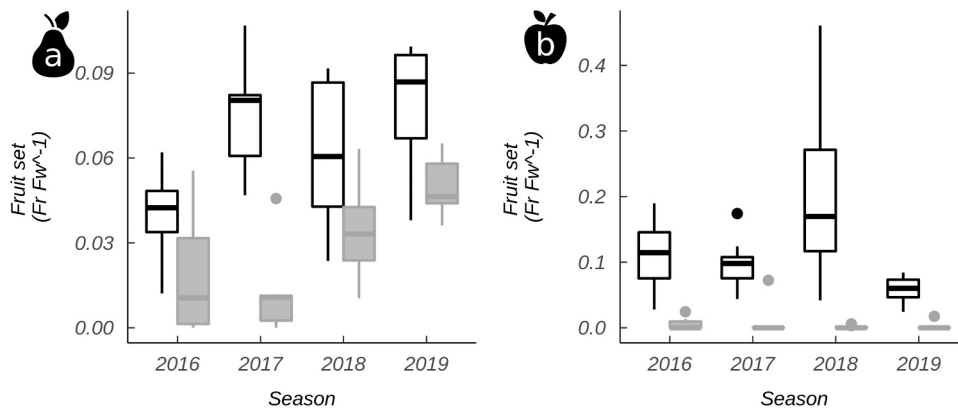 a
Fruit set
(Fr Fw^-1)
0.09
0.06
0.03
0.00
2016 2017 2018 2019
Season
b
Fruit set
(Fr Fw^-1)
0.4
0.3
0.2
0.1
0.0
2016 2017 2018 2019
Season